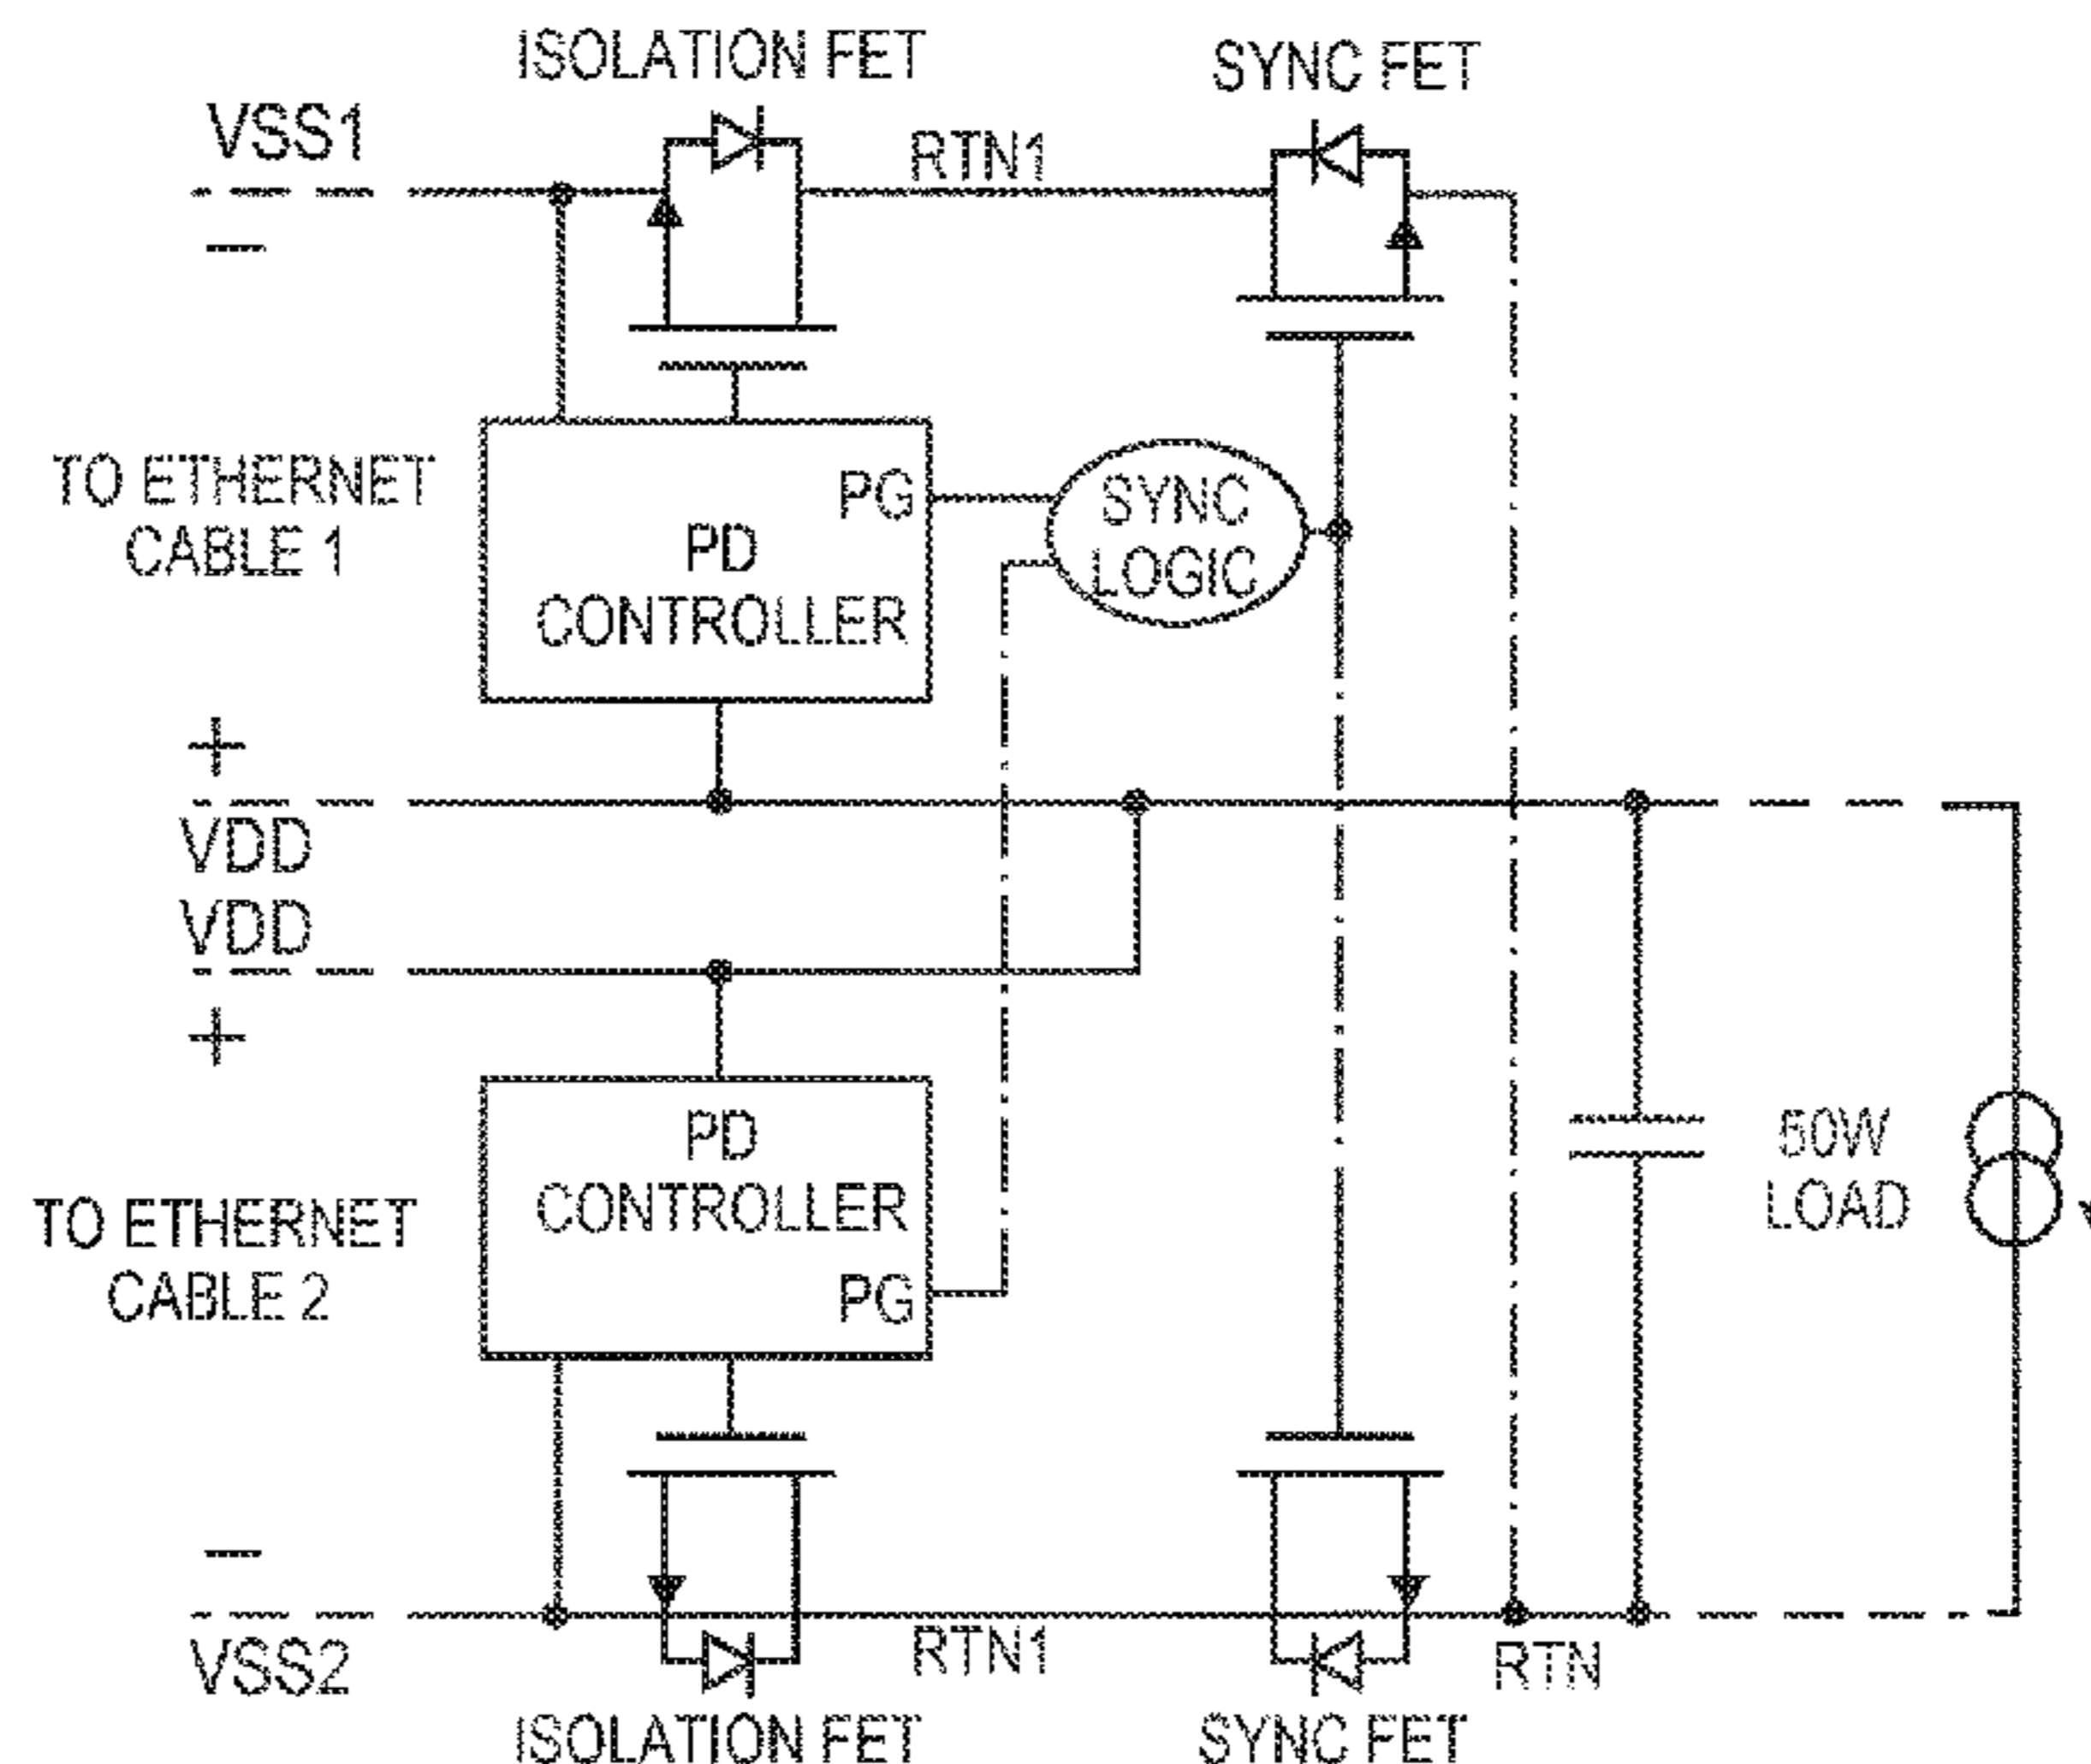 ISOLATION FET
SYNC FET
VSS1
RTN1
−
TO ETHERNET
CABLE 1
PG
PD
CONTROLLER
SYNC
LOGIC
+
VDD
VDD
+
PD
CONTROLLER
PG
TO ETHERNET
CABLE 2
50W
LOAD
−
VSS2
RTN1
RTN
ISOLATION FET
SYNC FET